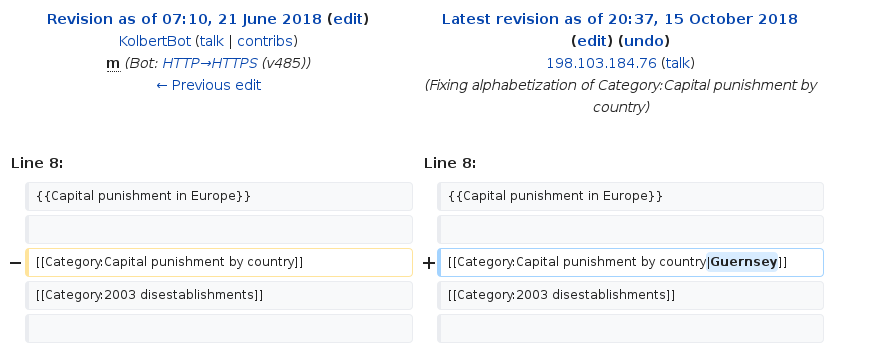 Revision as of 07:10, 21 June 2018 (edit)
KolbertBot (talk | contribs)
m (Bot: HTTP→HTTPS (v485))
← Previous edit
Latest revision as of 20:37, 15 October 2018
(edit) (undo)
198.103.184.76 (talk)
(Fixing alphabetization of Category:Capital punishment by
country)
Line 8:
Line 8:
{{Capital punishment in Europe}}
{{Capital punishment in Europe}}
− [[Category:Capital punishment by country]]
+ [[Category:Capital punishment by country|Guernsey]]
[[Category:2003 disestablishments]]
[[Category:2003 disestablishments]]